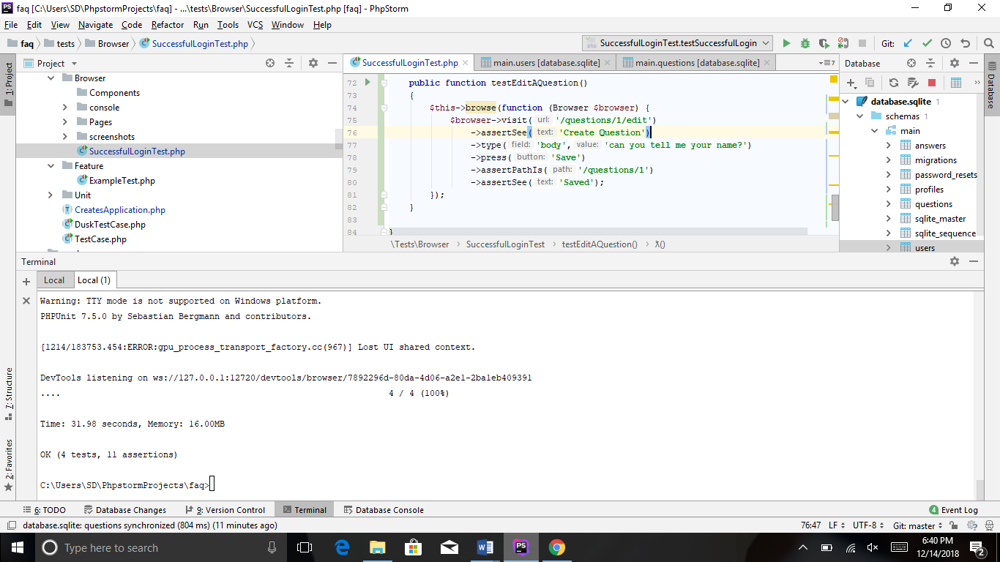 faq [C:\Users\SD\PhpstormProjects\faq] - ...\tests\Browser\SuccessfulLoginTest.php [faq] - PhpStorm
File Edit View Navigate Code Refactor Run Tools VCS Window Help
faq tests Browser SuccessfulLoginTest.php SuccessfulLoginTest.testSuccessfulLogin Git:
1: Project
Project
Browser
Components
console
Pages
screenshots
SuccessfulLoginTest.php
Feature
ExampleTest.php
Unit
CreatesApplication.php
DuskTestCase.php
TestCase.php
SuccessfulLoginTest.php main.users [database.sqlite] main.questions [database.sqlite]
72 public function testEditAQuestion()
73 {
74 $this->browse(function (Browser $browser) {
75 $browser->visit( url: '/questions/1/edit')
76 ->assertSee( text: 'Create Question')
77 ->type( field: 'body', value: 'can you tell me your name?')
78 ->press( button: 'Save')
79 ->assertPathIs( path: '/questions/1')
80 ->assertSee( text: 'Saved');
81 });
82 }
83
84 }
\Tests\Browser SuccessfulLoginTest testEditAQuestion() λ()
Database
Database
database.sqlite 1
schemas 1
main
answers
migrations
password_resets
profiles
questions
sqlite_master
sqlite_sequence
users
Terminal
Local Local (1)
Warning: TTY mode is not supported on Windows platform.
PHPUnit 7.5.0 by Sebastian Bergmann and contributors.
[1214/183753.454:ERROR:gpu_process_transport_factory.cc(967)] Lost UI shared context.
DevTools listening on ws://127.0.0.1:12720/devtools/browser/7892296d-80da-4d06-a2e1-2ba1eb409391
.... 4 / 4 (100%)
Time: 31.98 seconds, Memory: 16.00MB
OK (4 tests, 11 assertions)
C:\Users\SD\PhpstormProjects\faq>
7: Structure
2: Favorites
6: TODO Database Changes 9: Version Control Terminal Database Console 4 Event Log
database.sqlite: questions synchronized (804 ms) (11 minutes ago) 76:47 LF UTF-8 Git: master
Type here to search
6:40 PM
12/14/2018
2